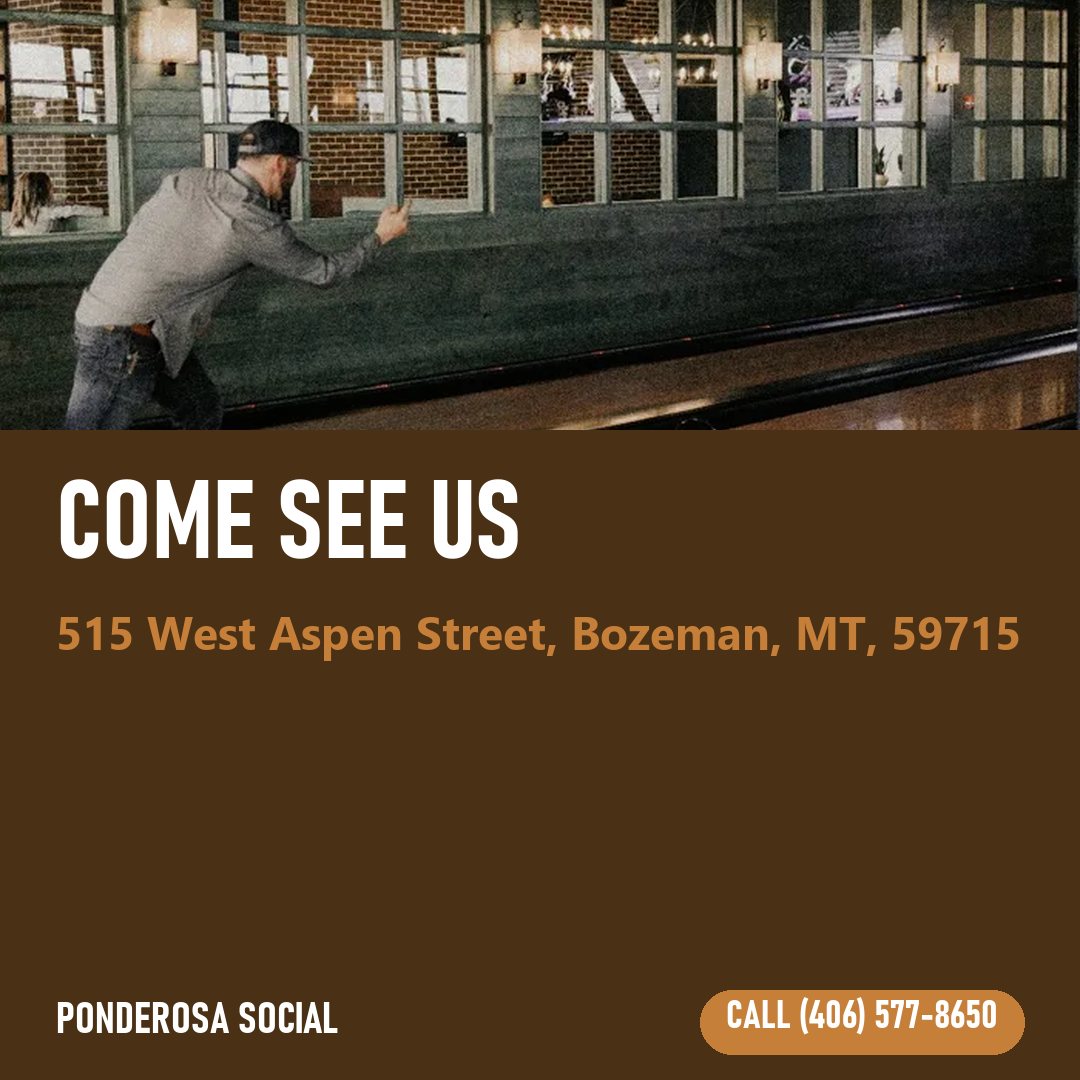 COME SEE US
515 West Aspen Street, Bozeman, MT, 59715
PONDEROSA SOCIAL
CALL (406) 577-8650